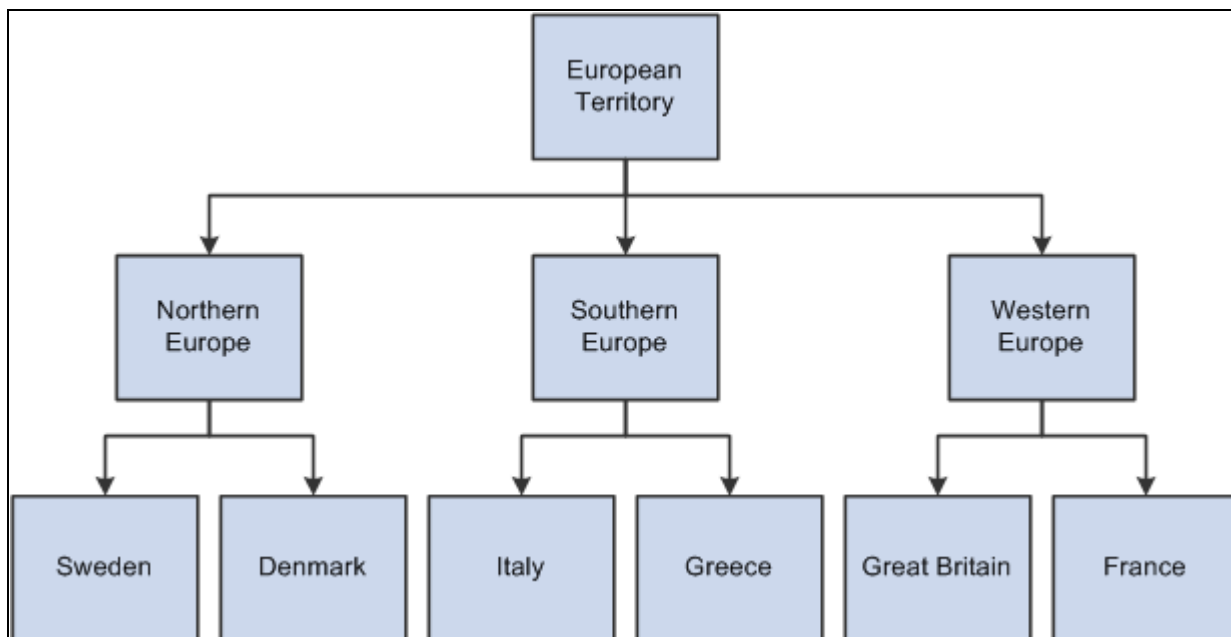 European
Territory
Northern
Europe
Southern
Europe
Western
Europe
Sweden
Denmark
Italy
Greece
Great Britain
France